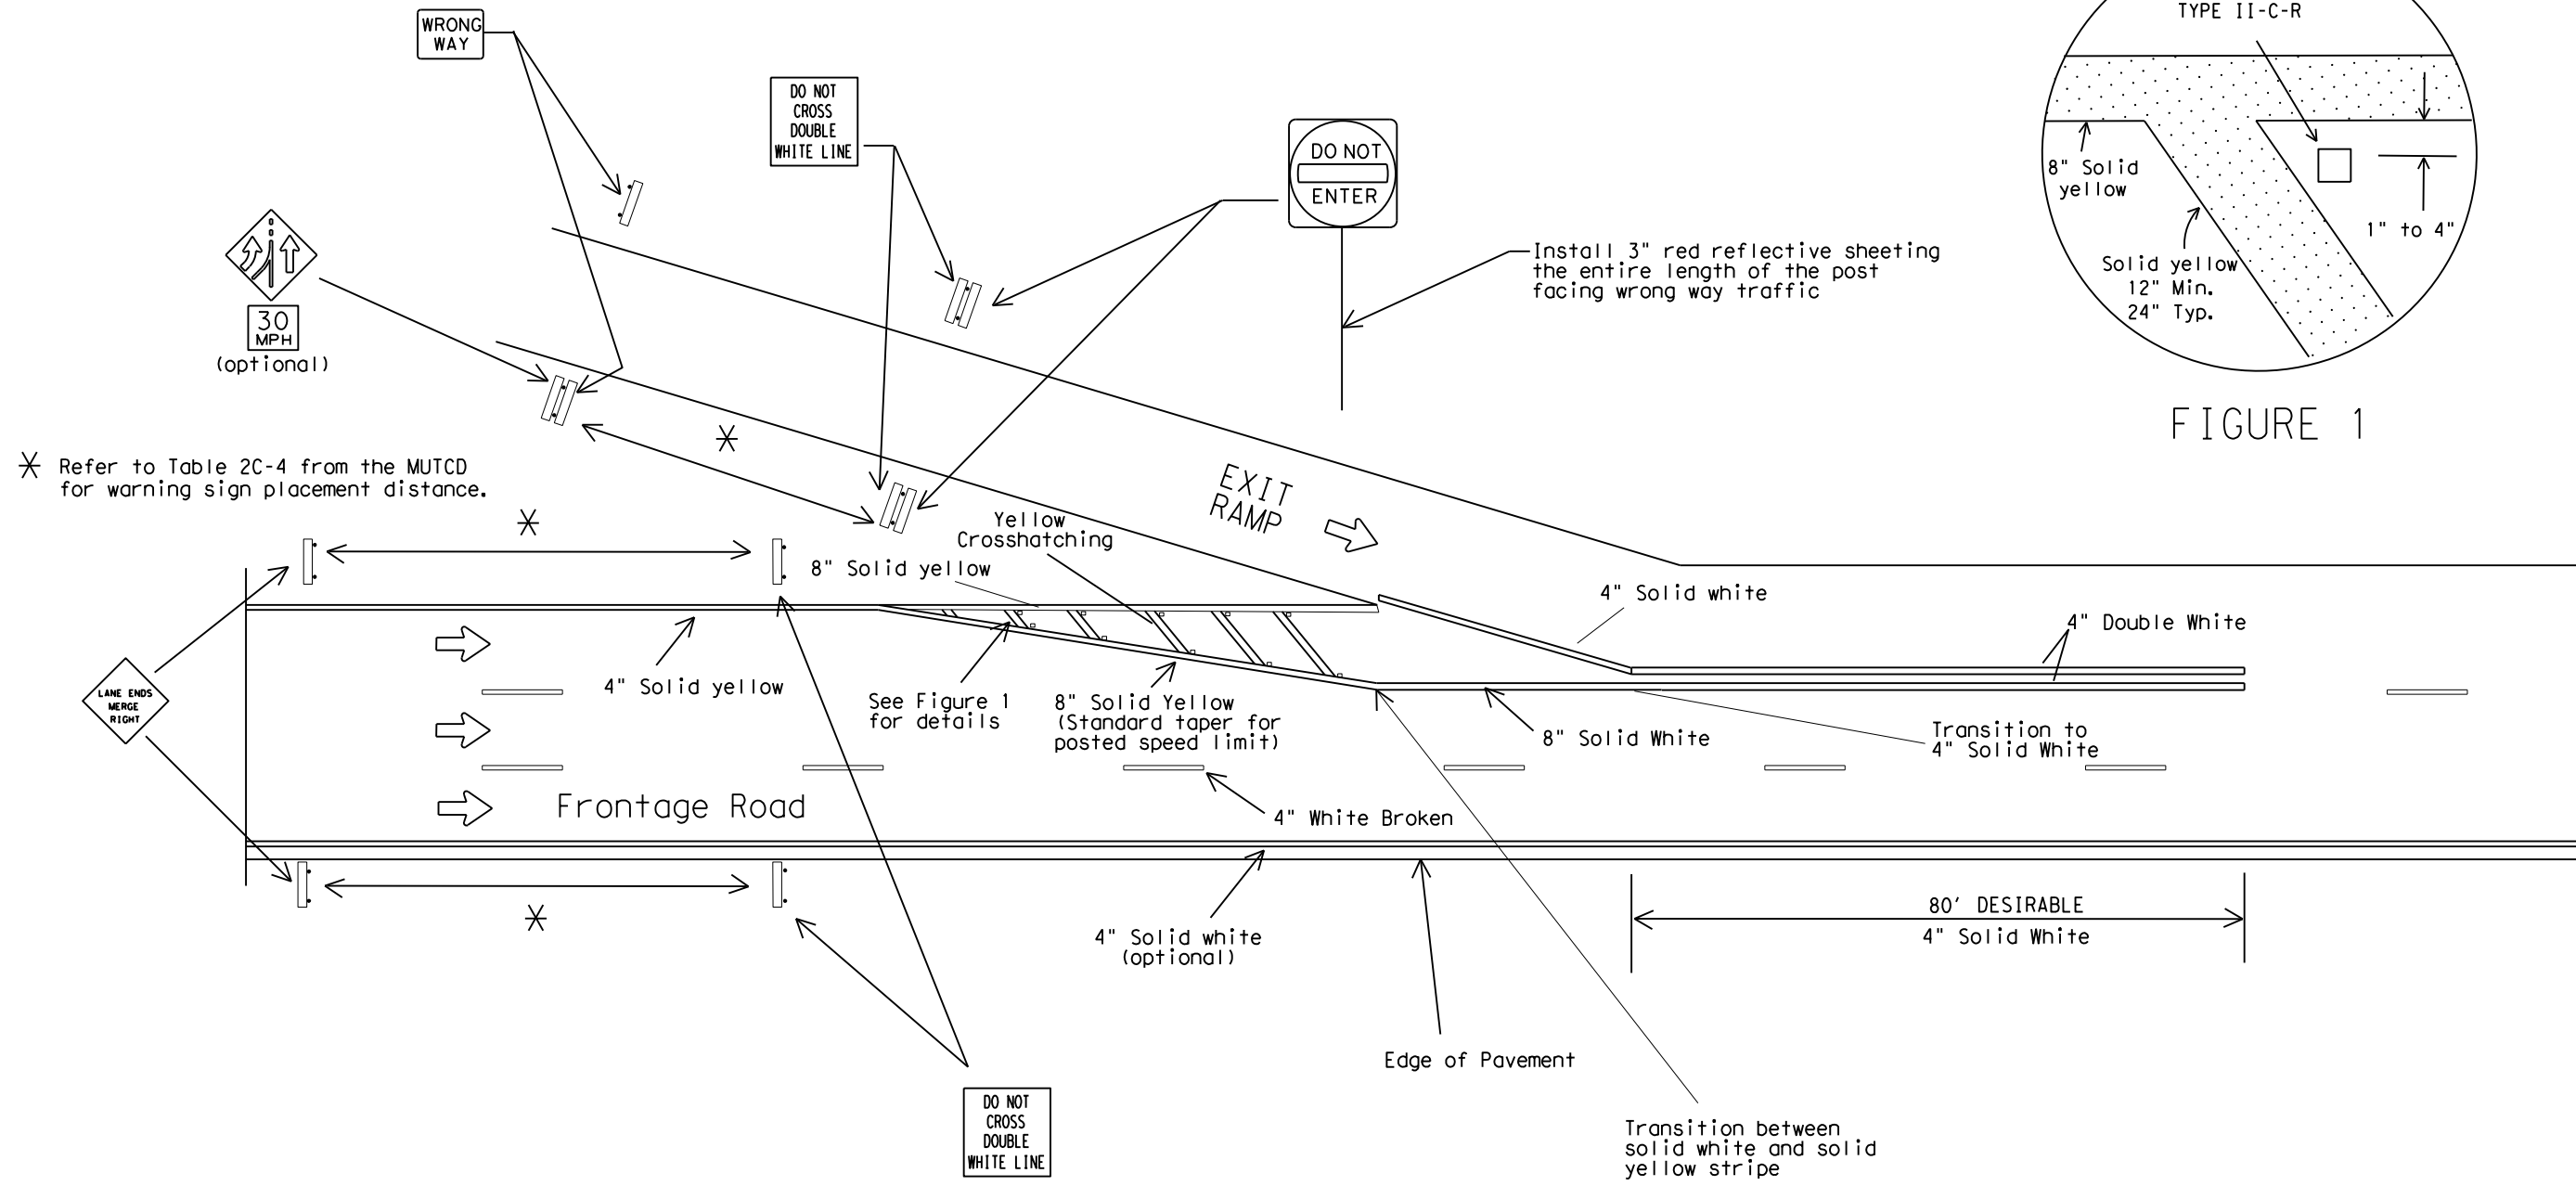 TYPE II-C-R
WRONG
WAY
DO NOT
CROSS
DOUBLE
WHITE LINE
DO NOT
ENTER
8" Solid
yellow
1" to 4"
Solid yellow
12" Min.
24" Typ.
FIGURE 1
Install 3" red reflective sheeting
the entire length of the post
facing wrong way traffic
30
MPH
(optional)
* Refer to Table 2C-4 from the MUTCD
for warning sign placement distance.
*
*
EXIT
RAMP
Yellow
Crosshatching
8" Solid yellow
4" Solid white
4" Double White
4" Solid yellow
LANE ENDS
MERGE
RIGHT
See Figure 1
for details
8" Solid Yellow
(Standard taper for
posted speed limit)
8" Solid White
Transition to
4" Solid White
Frontage Road
4" White Broken
*
4" Solid white
(optional)
80' DESIRABLE
4" Solid White
Edge of Pavement
DO NOT
CROSS
DOUBLE
WHITE LINE
Transition between
solid white and solid
yellow stripe